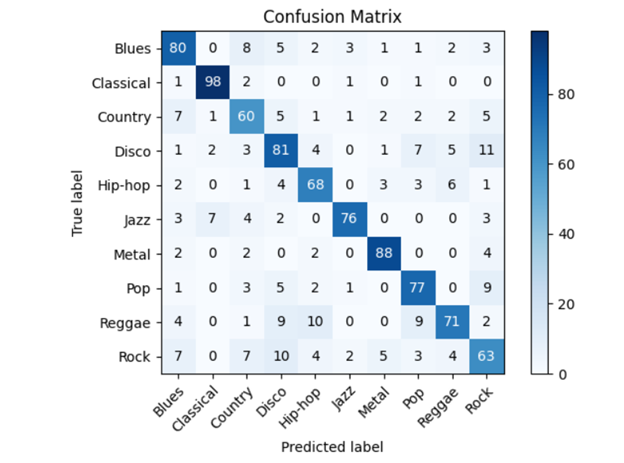 Confusion Matrix
Blues 80 0 8 5 2 3 1 1 2 3
Classical 1 98 2 0 0 1 0 1 0 0
Country 7 1 60 5 1 1 2 2 2 5
Disco 1 2 3 81 4 0 1 7 5 11
Hip-hop 2 0 1 4 68 0 3 3 6 1
Jazz 3 7 4 2 0 76 0 0 0 3
Metal 2 0 2 0 2 0 88 0 0 4
Pop 1 0 3 5 2 1 0 77 0 9
Reggae 4 0 1 9 10 0 0 9 71 2
Rock 7 0 7 10 4 2 5 3 4 63
True label
Blues Classical Country Disco Hip-hop Jazz Metal Pop Reggae Rock
Predicted label
80
60
40
20
0